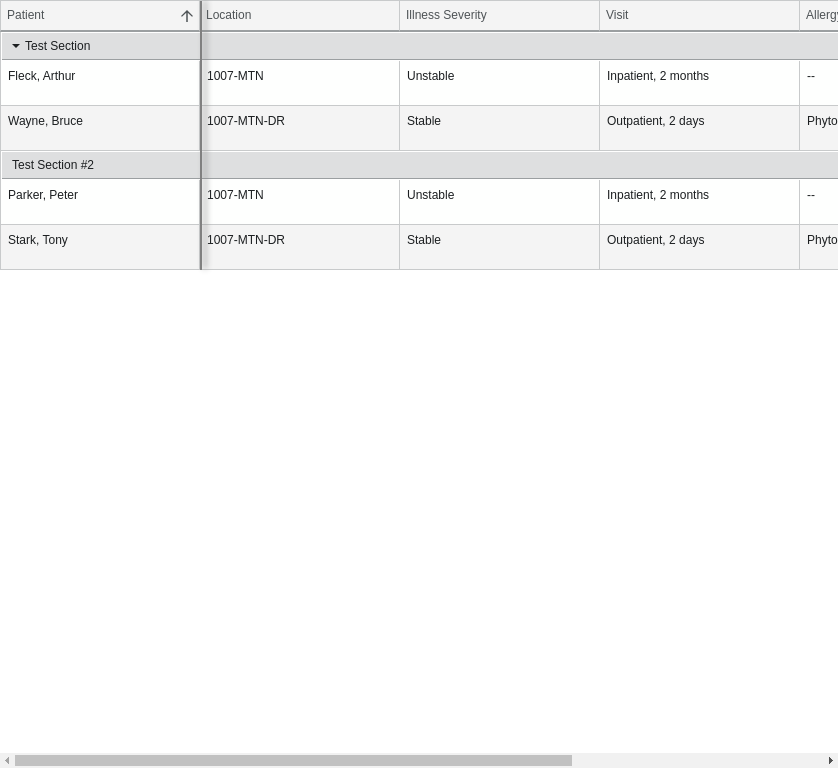 Patient Location Illness Severity Visit Allergy
Test Section
Fleck, Arthur 1007-MTN Unstable Inpatient, 2 months --
Wayne, Bruce 1007-MTN-DR Stable Outpatient, 2 days Phyto
Test Section #2
Parker, Peter 1007-MTN Unstable Inpatient, 2 months --
Stark, Tony 1007-MTN-DR Stable Outpatient, 2 days Phyto